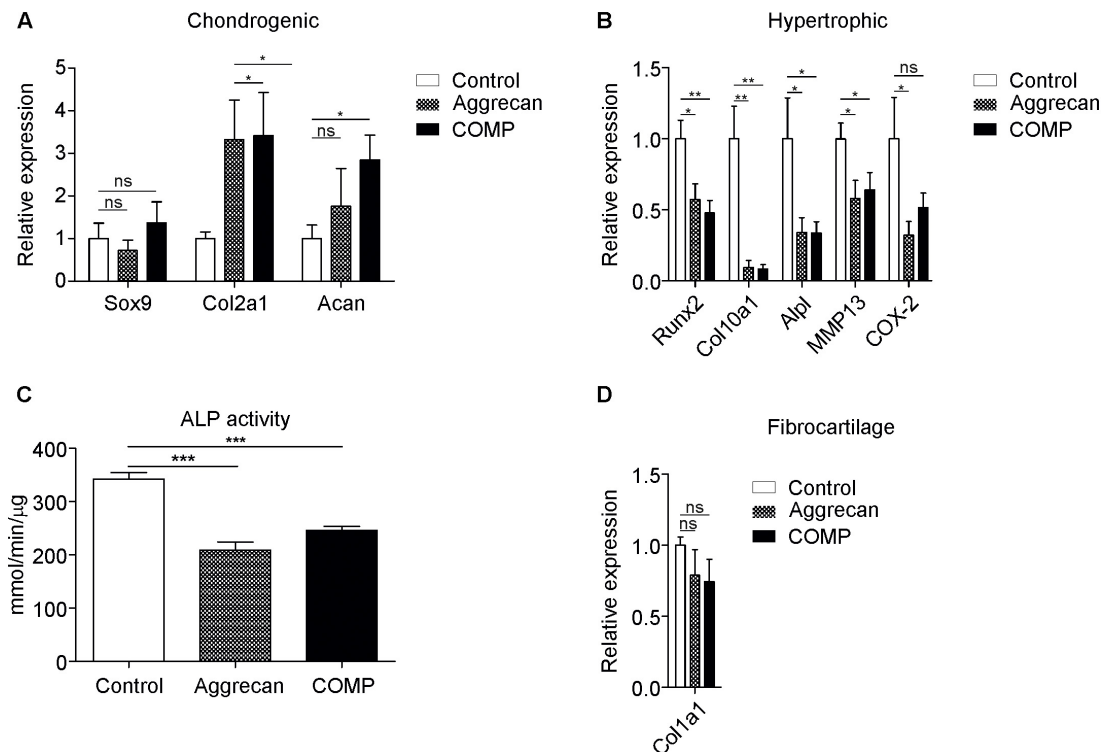 A
Chondrogenic
Relative expression
5
4
3
2
1
0
ns
ns
*
*
*
ns
Sox9
Col2a1
Acan
Control
Aggrecan
COMP
B
Hypertrophic
Relative expression
1.5
1.0
0.5
0.0
**
*
**
**
*
*
*
*
ns
*
Runx2
Col10a1
Alpl
MMP13
COX-2
Control
Aggrecan
COMP
C
ALP activity
mmol/min/μg
400
300
200
100
0
***
***
Control
Aggrecan
COMP
D
Fibrocartilage
Relative expression
1.5
1.0
0.5
0.0
ns
ns
Col1a1
Control
Aggrecan
COMP